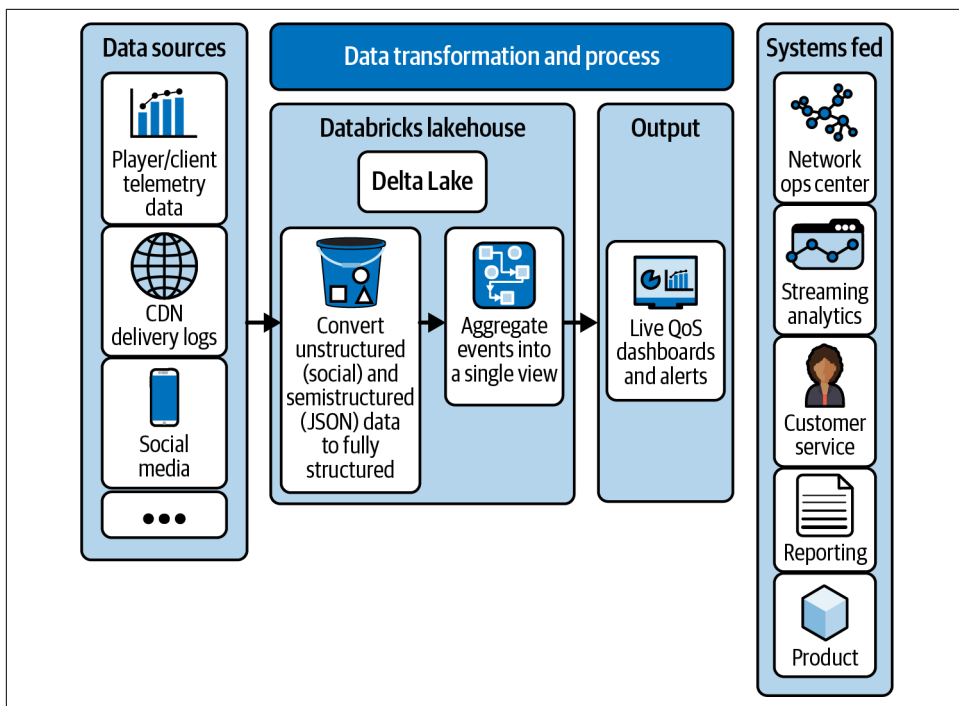 Data sources
Player/client
telemetry
data
CDN
delivery logs
Social
media
•••
Data transformation and process
Databricks lakehouse
Delta Lake
Convert
unstructured
(social) and
semistructured
(JSON) data
to fully
structured
Aggregate
events into
a single view
Output
Live QoS
dashboards
and alerts
Systems fed
Network
ops center
Streaming
analytics
Customer
service
Reporting
Product